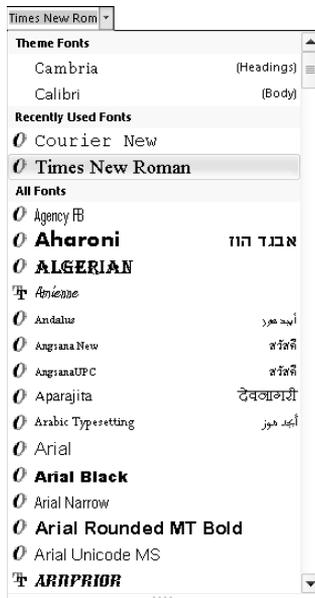 Times New Rom
Theme Fonts
Cambria (Headings)
Calibri (Body)
Recently Used Fonts
Courier New
Times New Roman
All Fonts
Agency FB
Aharoni אבגד הוז
ALGERIAN
Amienne
Andalus أبجد هوز
Angsana New สวัสดี
AngsanaUPC สวัสดี
Aparajita देवनागरी
Arabic Typesetting أبجد هوز
Arial
Arial Black
Arial Narrow
Arial Rounded MT Bold
Arial Unicode MS
ARNPRIOR